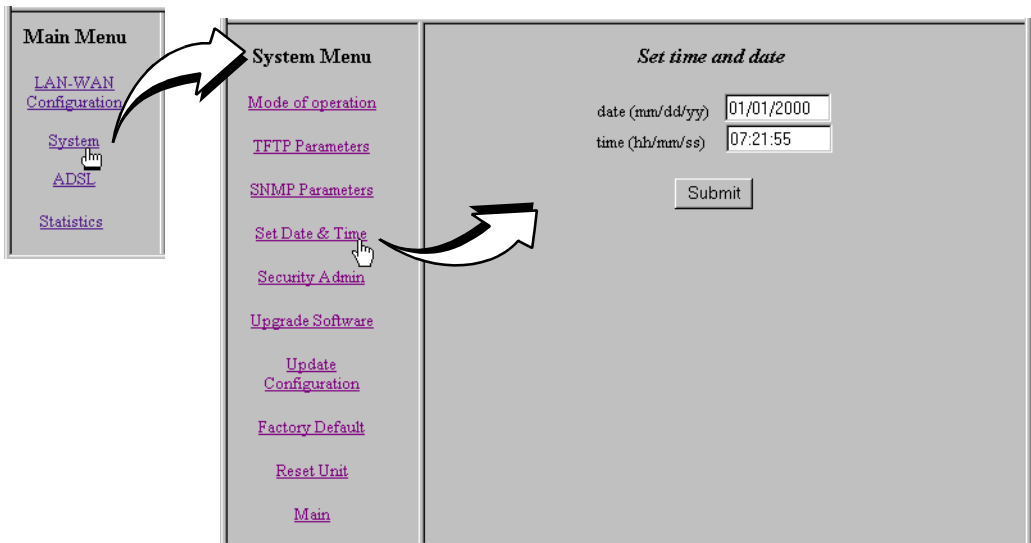 Main Menu
LAN-WAN
Configuration
System
ADSL
Statistics
System Menu
Mode of operation
TFTP Parameters
SNMP Parameters
Set Date & Time
Security Admin
Upgrade Software
Update
Configuration
Factory Default
Reset Unit
Main
Set time and date
date (mm/dd/yy) 01/01/2000
time (hh/mm/ss) 07:21:55
Submit